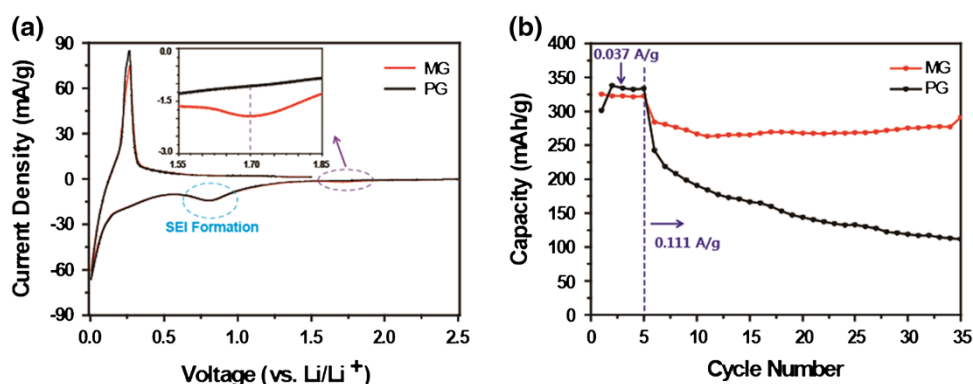 (a)
Current Density (mA/g)
90
60
30
0
-30
-60
-90
0.0
0.5
1.0
1.5
2.0
2.5
Voltage (vs. Li/Li⁺)
0.0
-1.5
-3.0
1.55
1.70
1.85
MG
PG
SEI Formation
(b)
Capacity (mAh/g)
400
350
300
250
200
150
100
50
0
0
5
10
15
20
25
30
35
Cycle Number
0.037 A/g
0.111 A/g
MG
PG